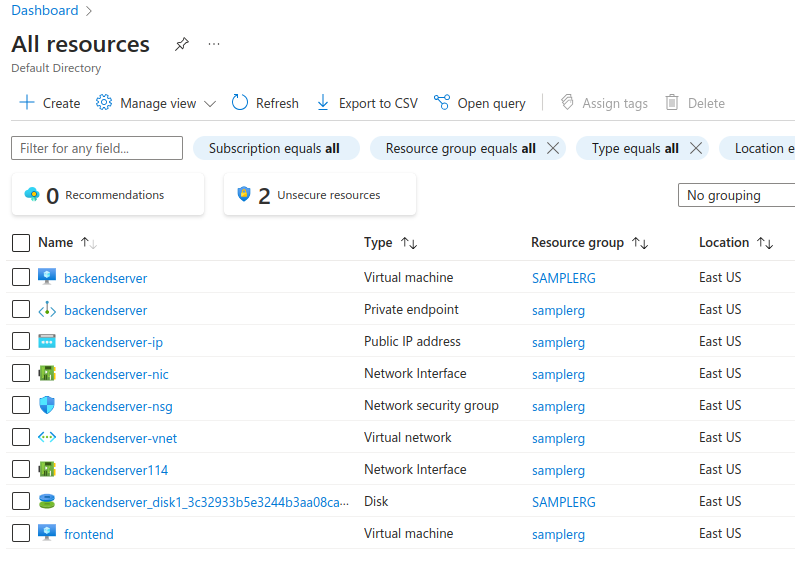 Dashboard >
All resources ...
Default Directory
Create Manage view Refresh Export to CSV Open query Assign tags Delete
Filter for any field... Subscription equals all Resource group equals all Type equals all Location e
0 Recommendations 2 Unsecure resources No grouping
Name Type Resource group Location
backendserver Virtual machine SAMPLERG East US
backendserver Private endpoint samplerg East US
backendserver-ip Public IP address samplerg East US
backendserver-nic Network Interface samplerg East US
backendserver-nsg Network security group samplerg East US
backendserver-vnet Virtual network samplerg East US
backendserver114 Network Interface samplerg East US
backendserver_disk1_3c32933b5e3244b3aa08ca... Disk SAMPLERG East US
frontend Virtual machine samplerg East US